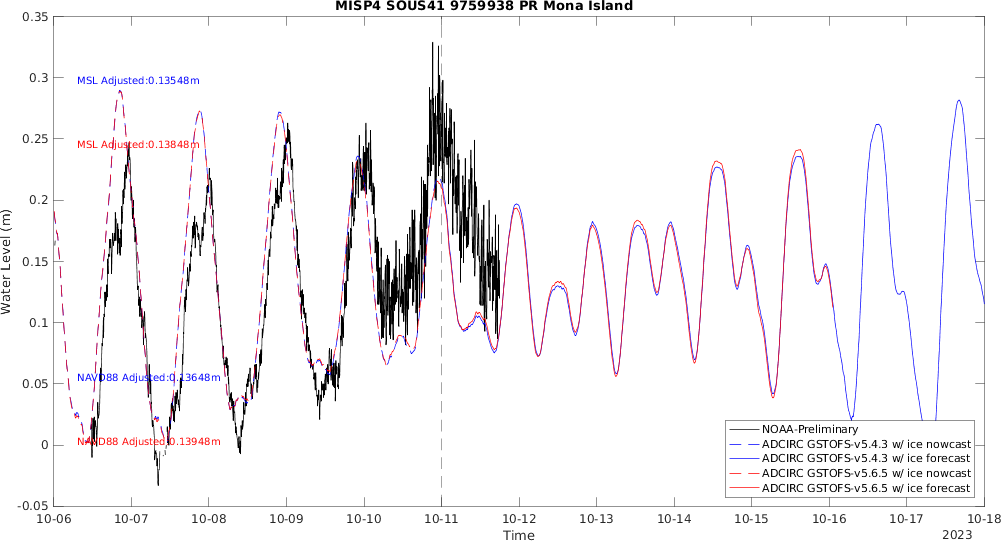 MISP4 SOUS41 9759938 PR Mona Island
0.35
0.3
0.25
0.2
0.15
0.1
0.05
0
-0.05
Water Level (m)
MSL Adjusted:0.13548m
MSL Adjusted:0.13848m
NAVD88 Adjusted:0.13648m
NAVD88 Adjusted:0.13948m
NOAA-Preliminary
ADCIRC GSTOFS-v5.4.3 w/ ice nowcast
ADCIRC GSTOFS-v5.4.3 w/ ice forecast
ADCIRC GSTOFS-v5.6.5 w/ ice nowcast
ADCIRC GSTOFS-v5.6.5 w/ ice forecast
10-06 10-07 10-08 10-09 10-10 10-11 10-12 10-13 10-14 10-15 10-16 10-17 10-18
Time
2023